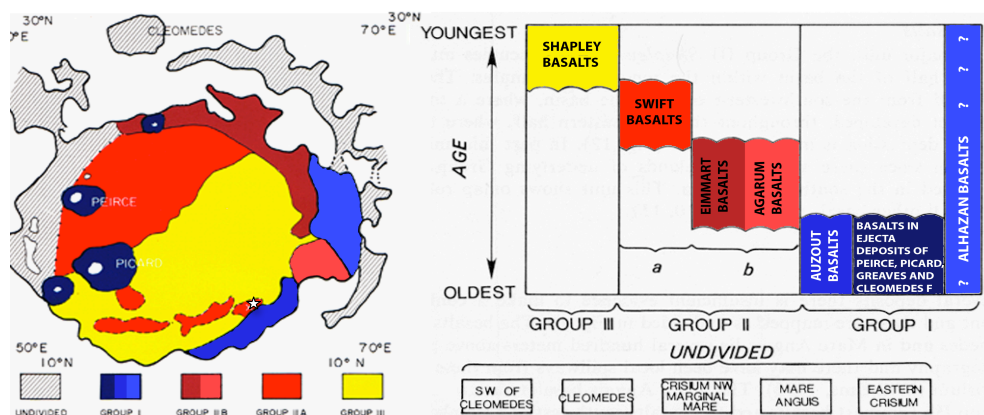 30°N
30°N
°E
CLEOMEDES
70°E
PEIRCE
PICARD
50°E
10°N
10°N
70°E
UNDIVIDED
GROUP I
GROUP IIB
GROUP IIA
GROUP III
YOUNGEST
AGE
OLDEST
SHAPLEY
BASALTS
SWIFT
BASALTS
EIMMART
BASALTS
AGARUM
BASALTS
a
b
AUZOUT
BASALTS
BASALTS IN
EJECTA
DEPOSITS OF
PEIRCE, PICARD,
GREAVES AND
CLEOMEDES F
?
?
?
ALHAZAN BASALTS
?
GROUP III
GROUP II
GROUP I
UNDIVIDED
SW OF
CLEOMEDES
CLEOMEDES
CRISIUM NW
MARGINAL
MARE
MARE
ANGUIS
EASTERN
CRISIUM